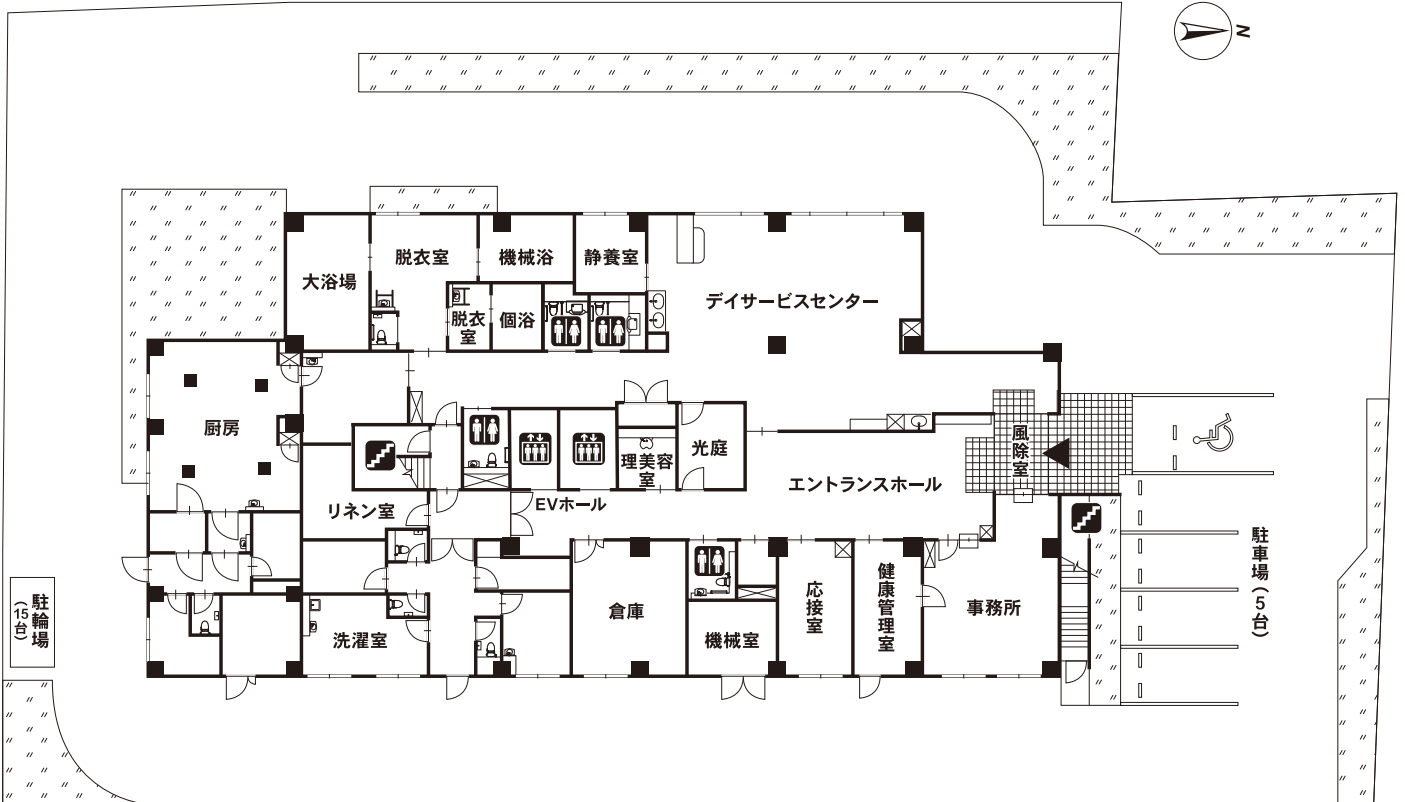 N
脱衣室
機械浴
静養室
大浴場
デイサービスセンター
脱衣
室
個浴
厨房
風除室
理美容
室
光庭
エントランスホール
リネン室
EVホール
駐車場（5台）
健康管理室
応接室
倉庫
事務所
洗濯室
機械室
駐輪場
（15台）